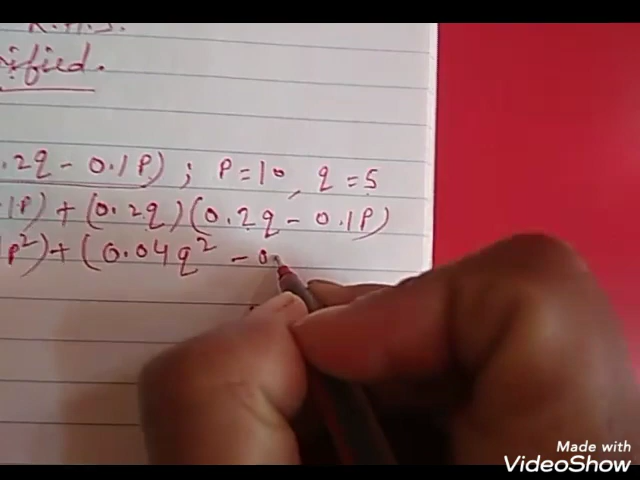 R.H.S.
ified.
.2q - 0.1P) ; P=10, q=5
.1P) + (0.2q)(0.2q - 0.1P)
P²) + (0.04q² - 0.
Made with
VideoShow